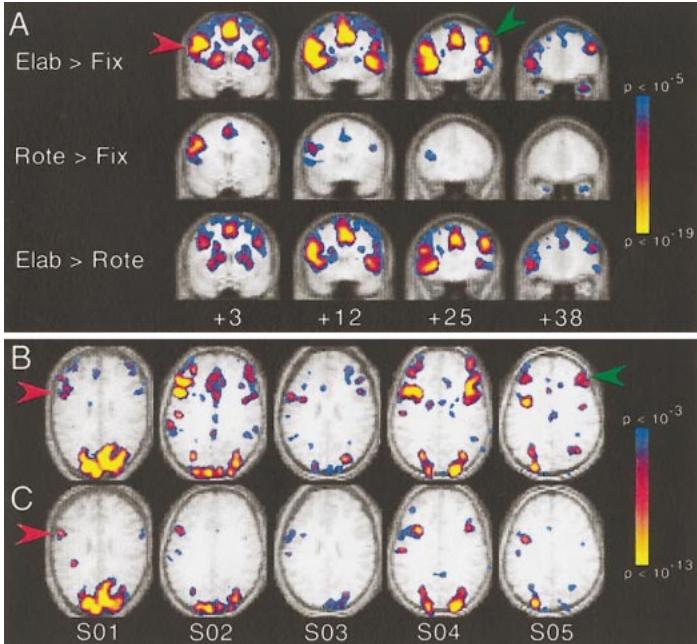 A
Elab > Fix
p < 10-5
Rote > Fix
Elab > Rote
p < 10-19
+3 +12 +25 +38
B
p < 10-3
C
p < 10-13
S01 S02 S03 S04 S05